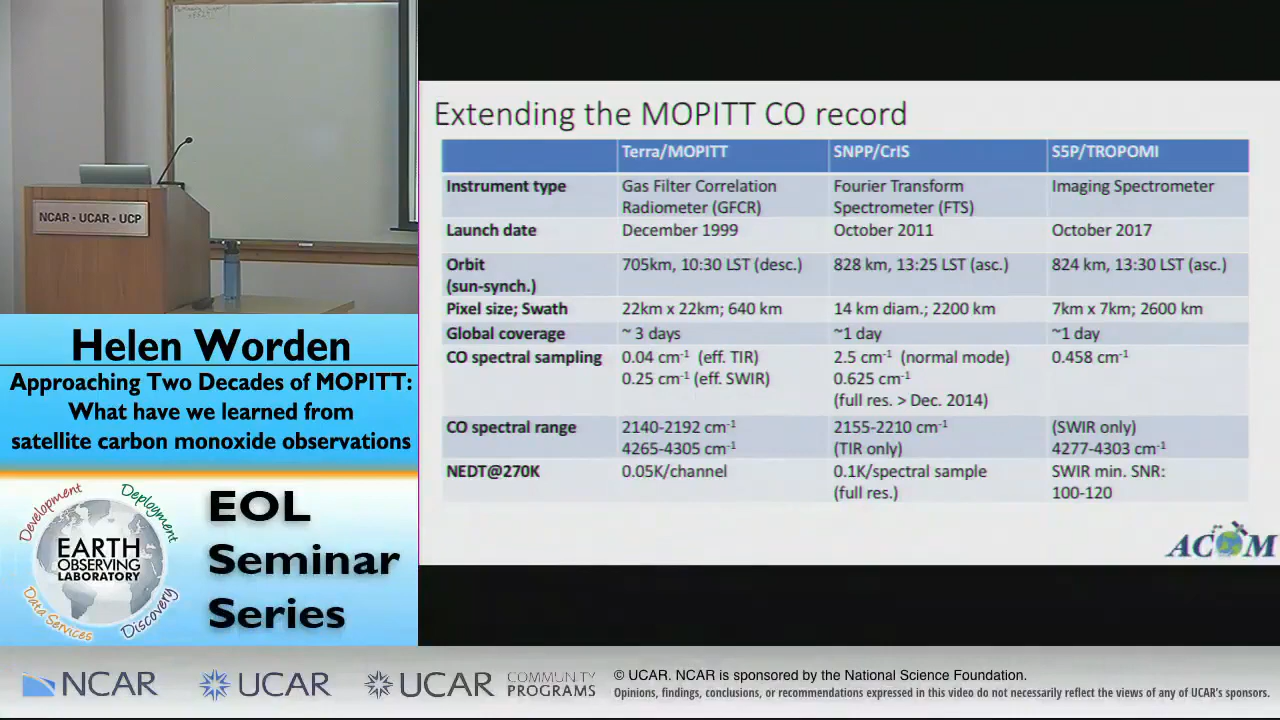 NCAR • UCAR • UCP
Helen Worden
Approaching Two Decades of MOPITT:
What have we learned from
satellite carbon monoxide observations
Development
Deployment
EARTH
OBSERVING
LABORATORY
Data Services
Discovery
EOL
Seminar
Series
Extending the MOPITT CO record
Terra/MOPITT SNPP/CrIS S5P/TROPOMI
Instrument type Gas Filter Correlation Fourier Transform Imaging Spectrometer
Radiometer (GFCR) Spectrometer (FTS)
Launch date December 1999 October 2011 October 2017
Orbit 705km, 10:30 LST (desc.) 828 km, 13:25 LST (asc.) 824 km, 13:30 LST (asc.)
(sun-synch.)
Pixel size; Swath 22km x 22km; 640 km 14 km diam.; 2200 km 7km x 7km; 2600 km
Global coverage ~ 3 days ~1 day ~1 day
CO spectral sampling 0.04 cm⁻¹ (eff. TIR) 2.5 cm⁻¹ (normal mode) 0.458 cm⁻¹
0.25 cm⁻¹ (eff. SWIR) 0.625 cm⁻¹
(full res. > Dec. 2014)
CO spectral range 2140-2192 cm⁻¹ 2155-2210 cm⁻¹ (SWIR only)
4265-4305 cm⁻¹ (TIR only) 4277-4303 cm⁻¹
NEDT@270K 0.05K/channel 0.1K/spectral sample SWIR min. SNR:
(full res.) 100-120
ACOM
NCAR UCAR UCAR COMMUNITY
PROGRAMS
© UCAR. NCAR is sponsored by the National Science Foundation.
Opinions, findings, conclusions, or recommendations expressed in this video do not necessarily reflect the views of any of UCAR's sponsors.